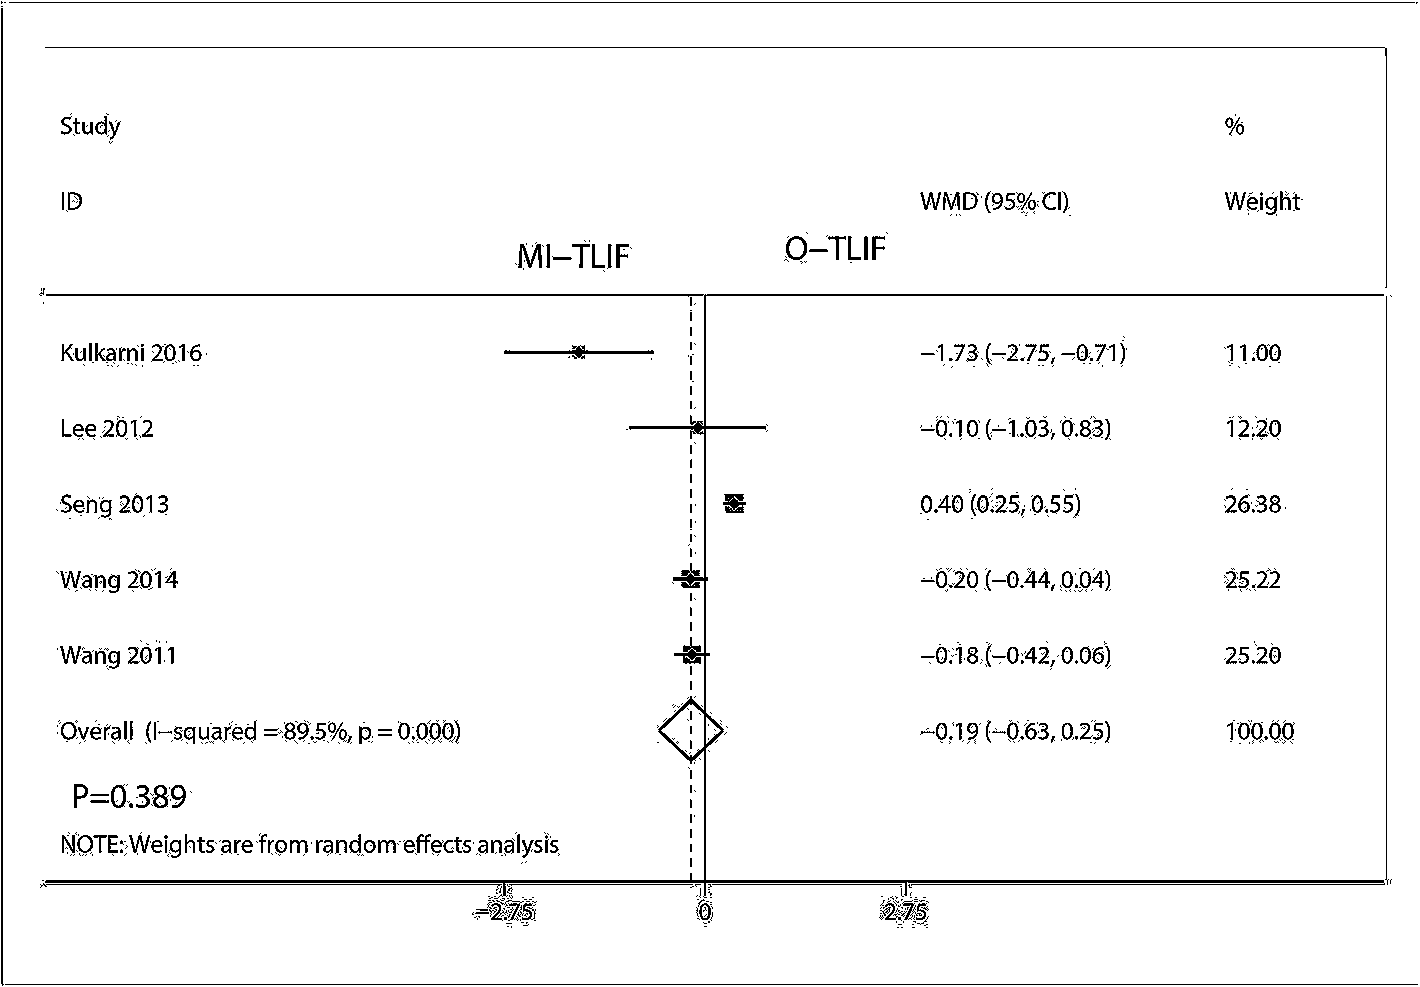 Study %
ID WMD (95% CI) Weight
MI−TLIF O−TLIF
Kulkarni 2016 −1.73 (−2.75, −0.71) 11.00
Lee 2012 −0.10 (−1.03, 0.83) 12.20
Seng 2013 0.40 (0.25, 0.55) 26.38
Wang 2014 −0.20 (−0.44, 0.04) 25.22
Wang 2011 −0.18 (−0.42, 0.06) 25.20
Overall (I−squared = 89.5%, p = 0.000) −0.19 (−0.63, 0.25) 100.00
P=0.389
NOTE: Weights are from random effects analysis
−2.75 0 2.75